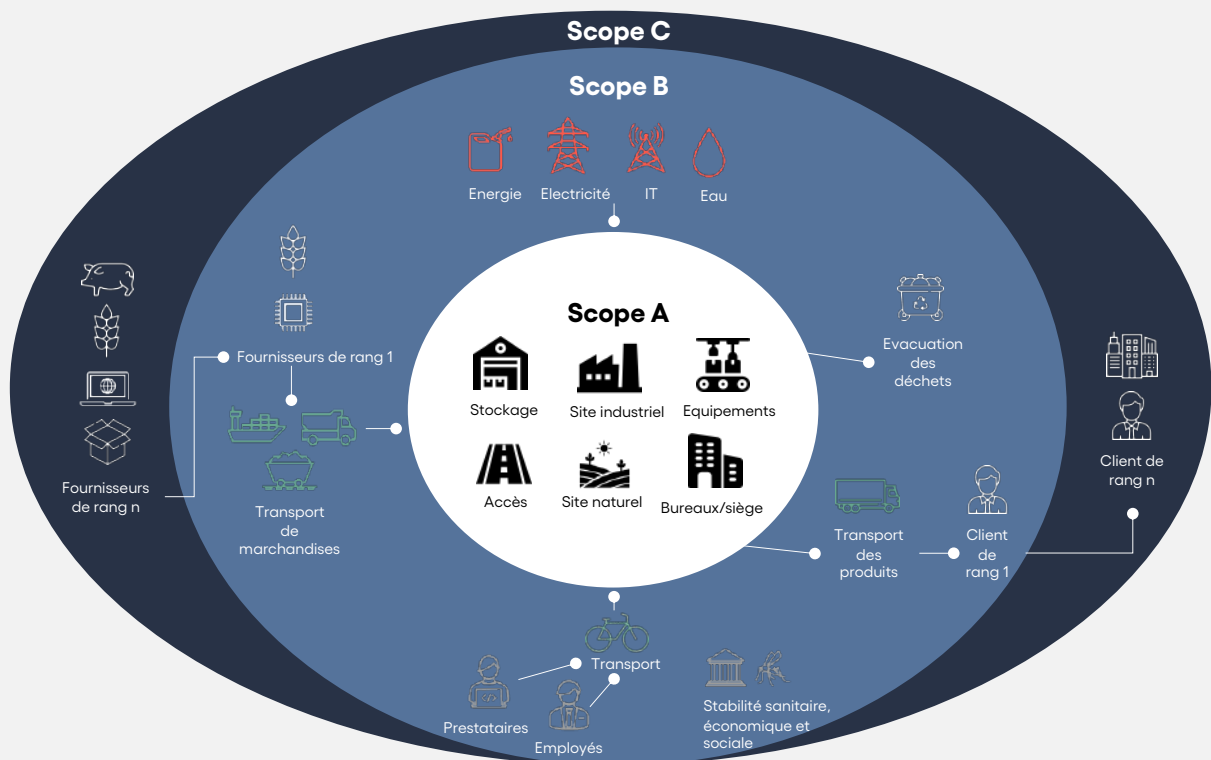 Scope C
Scope B
Energie
Electricité
IT
Eau
Scope A
Stockage
Site industriel
Equipements
Accès
Site naturel
Bureaux/siège
Fournisseurs de rang 1
Fournisseurs
de rang n
Transport
de
marchandises
Evacuation
des
déchets
Transport
des
produits
Client
de
rang 1
Client de
rang n
Transport
Prestataires
Employés
Stabilité sanitaire,
économique et
sociale